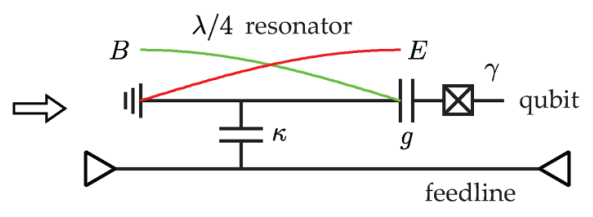 λ/4 resonator
B
E
γ
qubit
κ
g
feedline